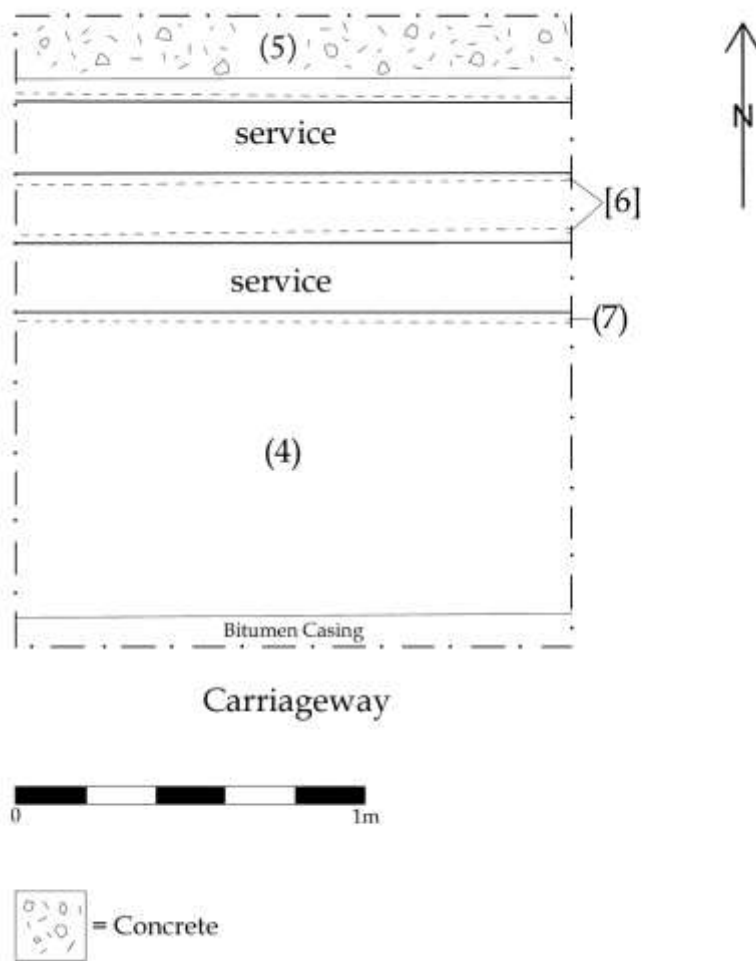 (5)
N
service
[6]
service
(7)
(4)
Bitumen Casing
Carriageway
0 1m
= Concrete